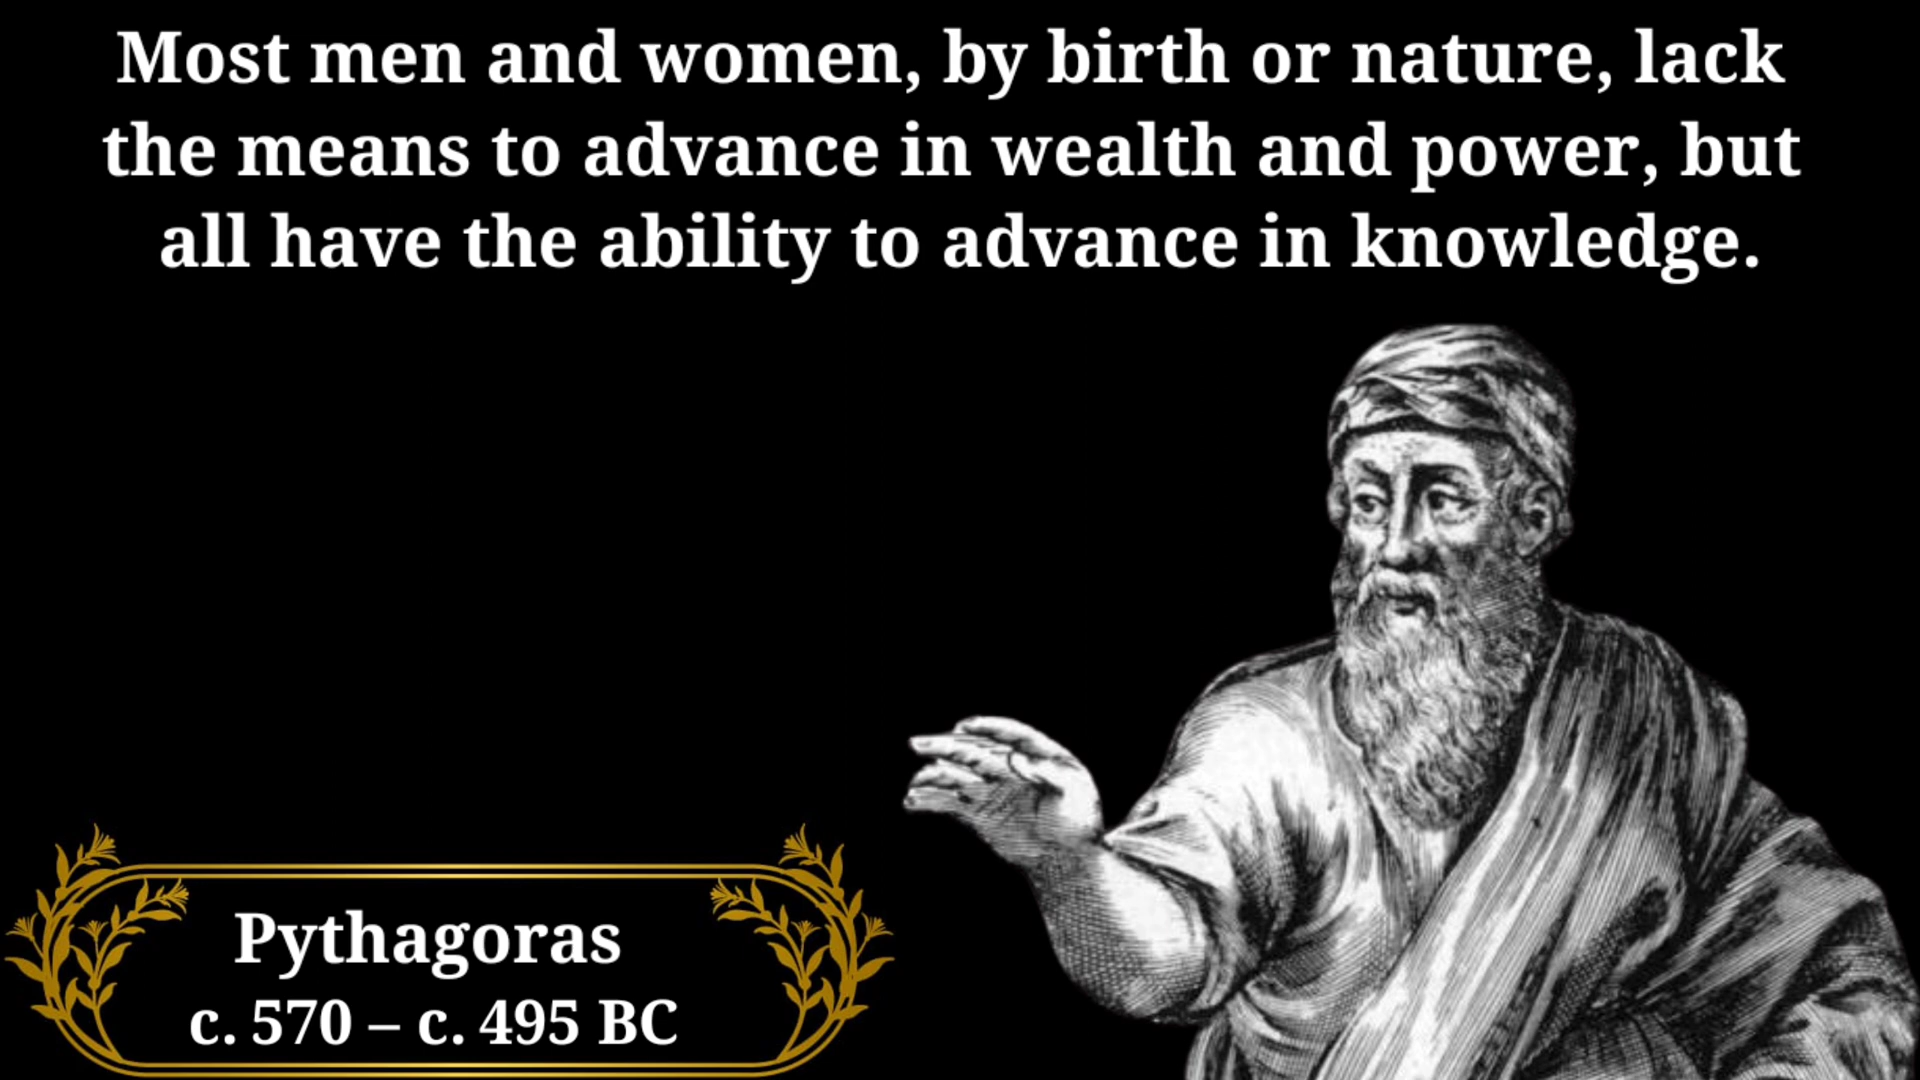 Most men and women, by birth or nature, lack
the means to advance in wealth and power, but
all have the ability to advance in knowledge.
Pythagoras
c. 570 – c. 495 BC